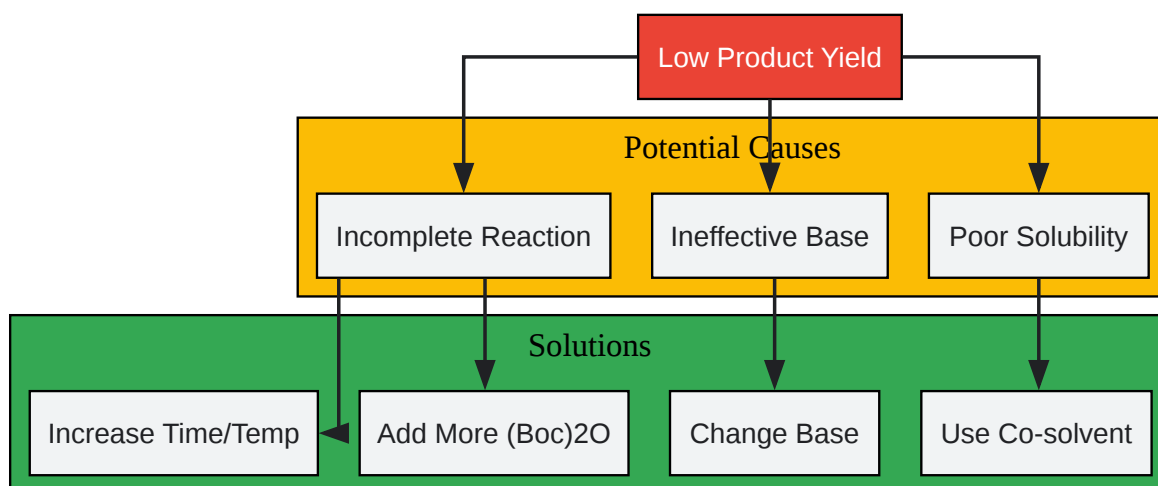 Low Product Yield
Potential Causes
Incomplete Reaction
Ineffective Base
Poor Solubility
Solutions
Increase Time/Temp
Add More (Boc)2O
Change Base
Use Co-solvent